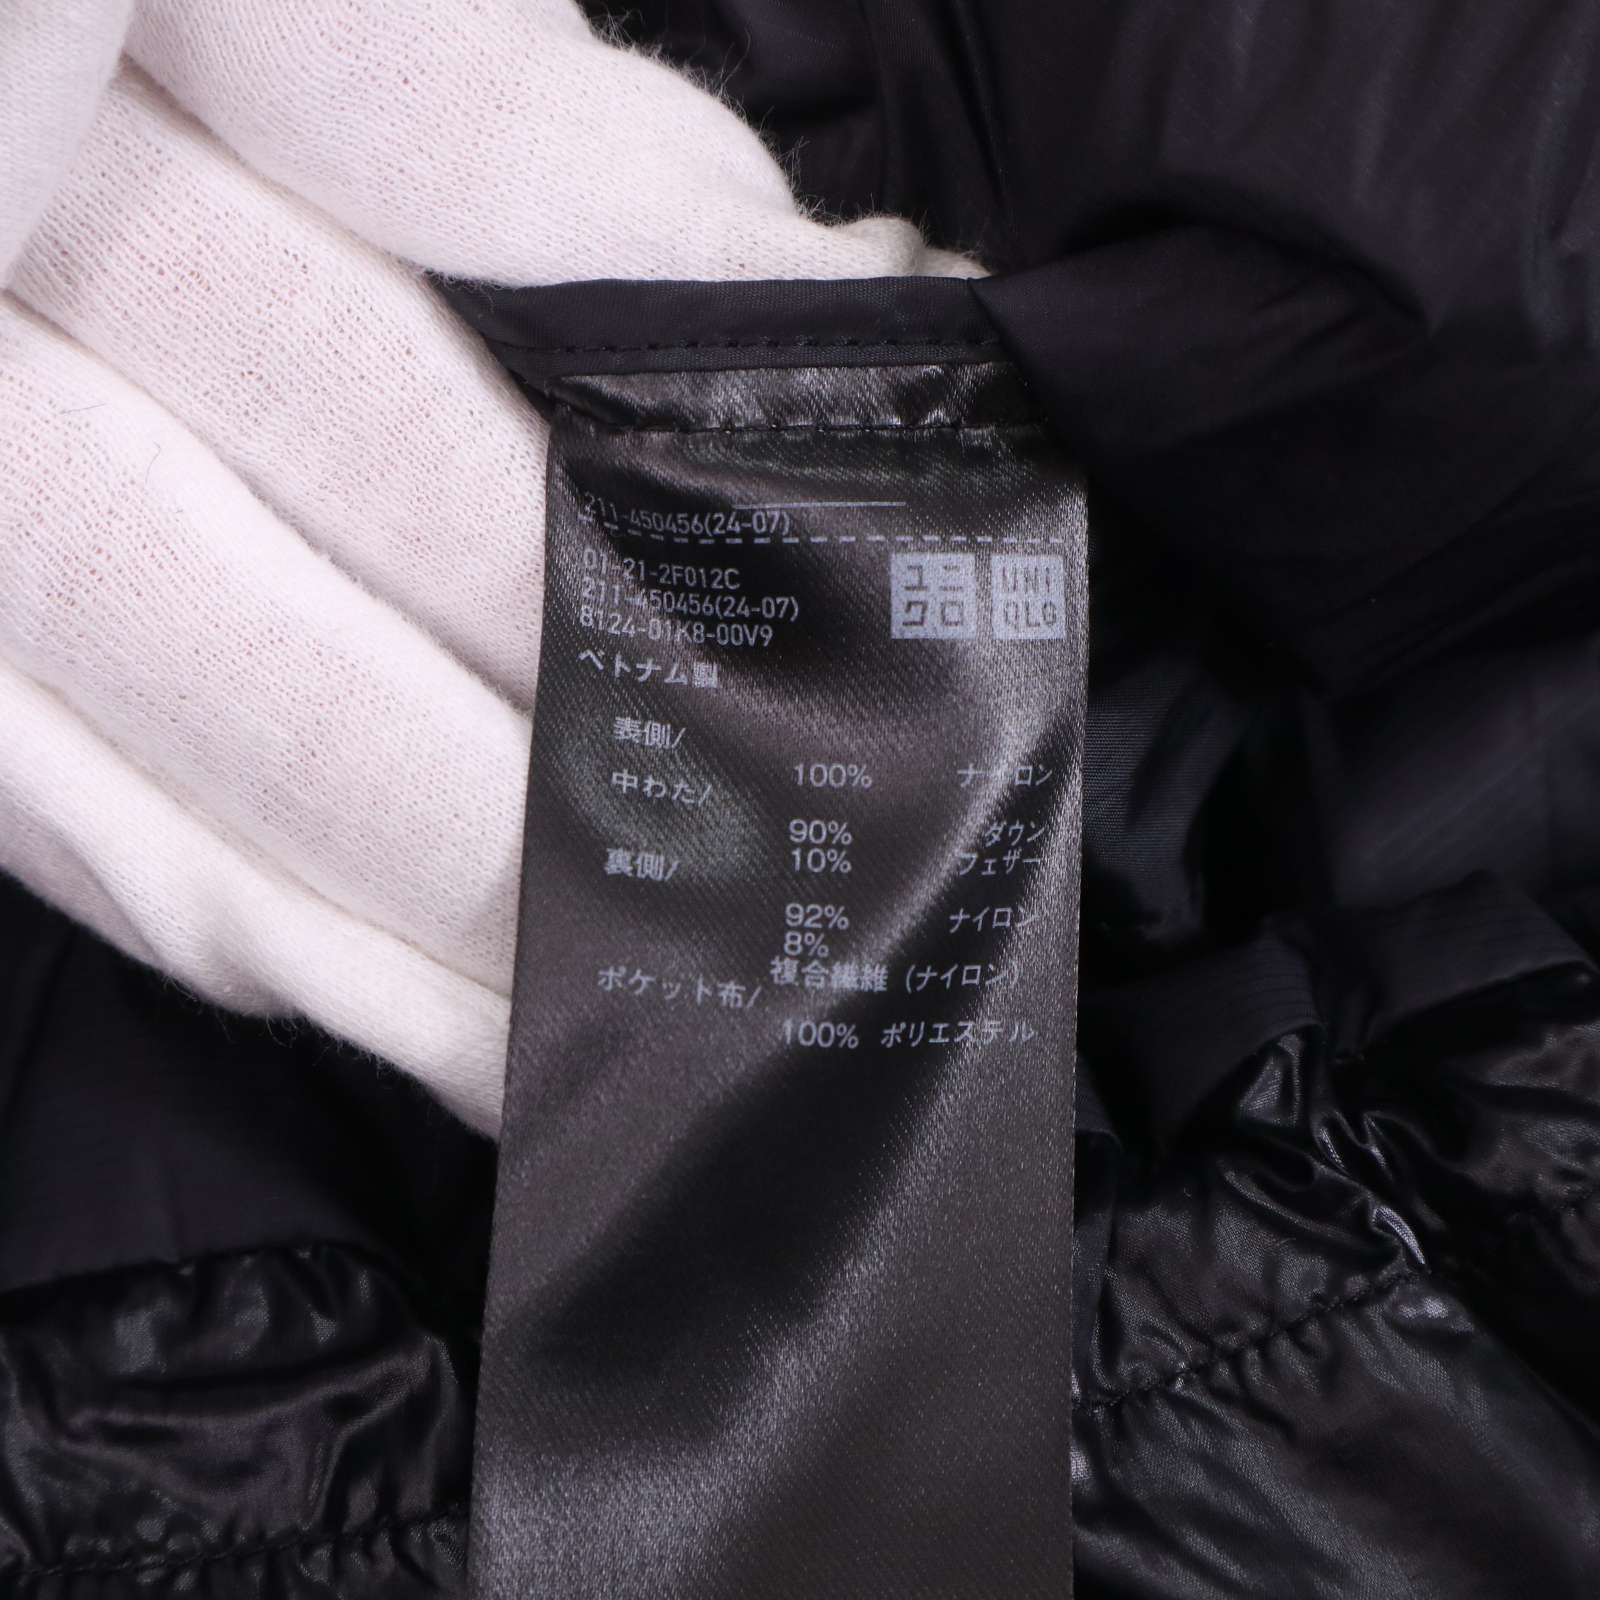 211-450456(24-07)
01-21-2F012C
211-450456(24-07)
8124-01K8-00V9
ユニ
クロ
UNI
QLO
ベトナム製
表側/
100% ナイロン
中わた/
90% ダウン
10% フェザー
裏側/
92% ナイロン
8%
複合繊維 (ナイロン)
ポケット布/
100% ポリエステル